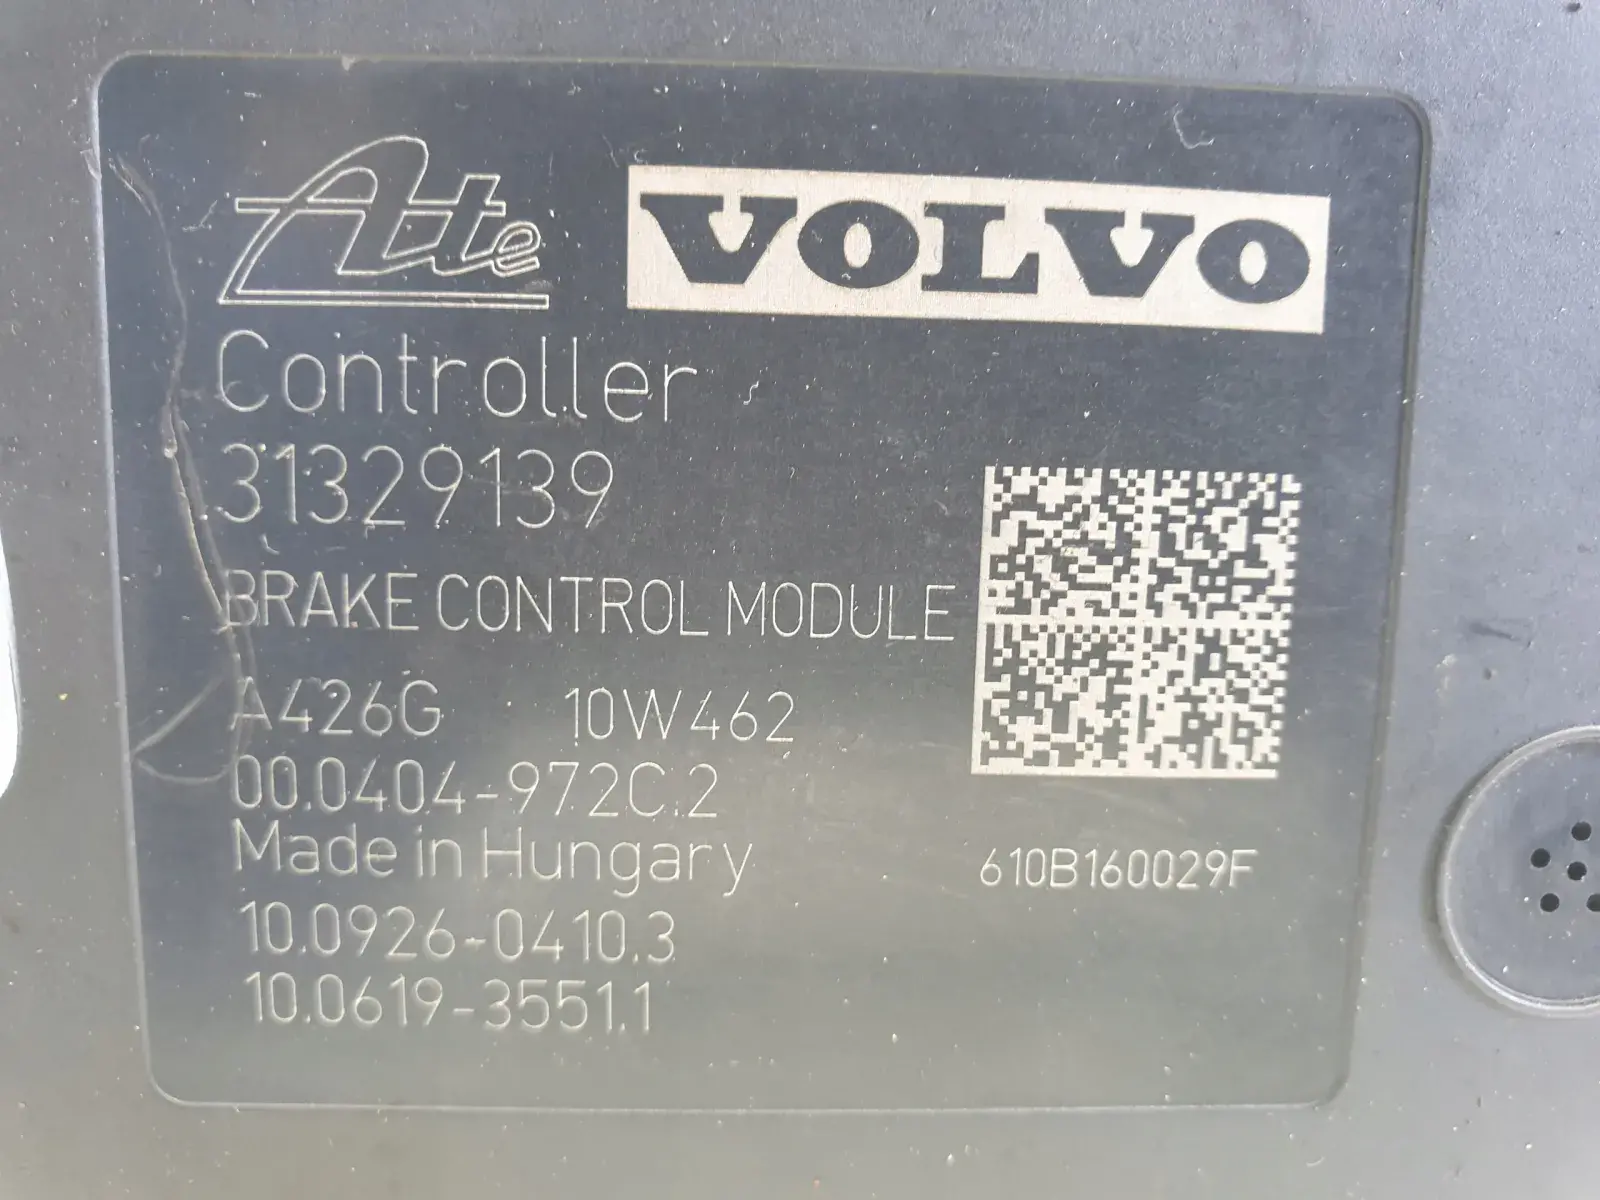 Ate VOLVO
Controller
31329139
BRAKE CONTROL MODULE
A426G 10W462
00.0404-972C.2
Made in Hungary
610B160029F
10.0926-0410.3
10.0619-3551.1